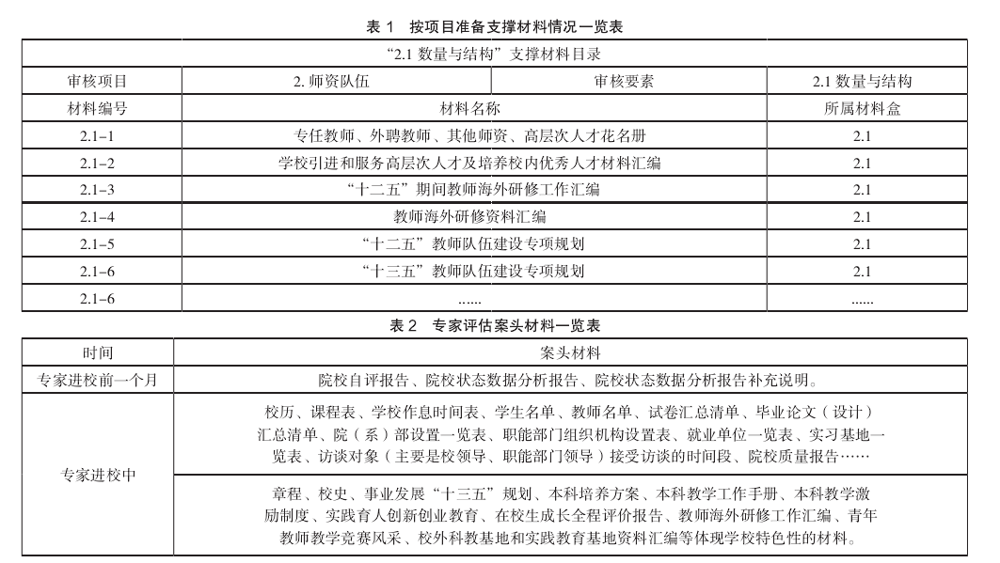 表 1 按项目准备支撑材料情况一览表
“2.1 数量与结构”支撑材料目录
审核项目 2. 师资队伍 审核要素 2.1 数量与结构
材料编号 材料名称 所属材料盒
2.1–1 专任教师、外聘教师、其他师资、高层次人才花名册 2.1
2.1–2 学校引进和服务高层次人才及培养校内优秀人才材料汇编 2.1
2.1–3 “十二五”期间教师海外研修工作汇编 2.1
2.1–4 教师海外研修资料汇编 2.1
2.1–5 “十二五”教师队伍建设专项规划 2.1
2.1–6 “十三五”教师队伍建设专项规划 2.1
2.1–6 ...... ......
表 2 专家评估案头材料一览表
时间 案头材料
专家进校前一个月 院校自评报告、院校状态数据分析报告、院校状态数据分析报告补充说明。
专家进校中
校历、课程表、学校作息时间表、学生名单、教师名单、试卷汇总清单、毕业论文（设计）
汇总清单、院（系）部设置一览表、职能部门组织机构设置表、就业单位一览表、实习基地一
览表、访谈对象（主要是校领导、职能部门领导）接受访谈的时间段、院校质量报告……
章程、校史、事业发展“十三五”规划、本科培养方案、本科教学工作手册、本科教学激
励制度、实践育人创新创业教育、在校生成长全程评价报告、教师海外研修工作汇编、青年
教师教学竞赛风采、校外科教基地和实践教育基地资料汇编等体现学校特色性的材料。